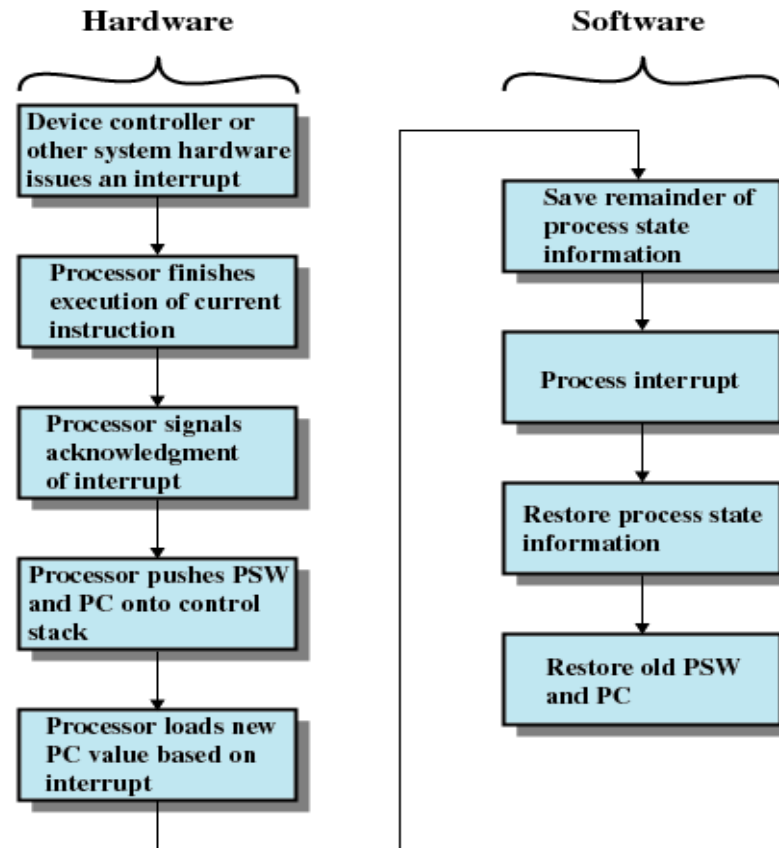 Hardware
Device controller or
other system hardware
issues an interrupt
Processor finishes
execution of current
instruction
Processor signals
acknowledgment
of interrupt
Processor pushes PSW
and PC onto control
stack
Processor loads new
PC value based on
interrupt
Software
Save remainder of
process state
information
Process interrupt
Restore process state
information
Restore old PSW
and PC